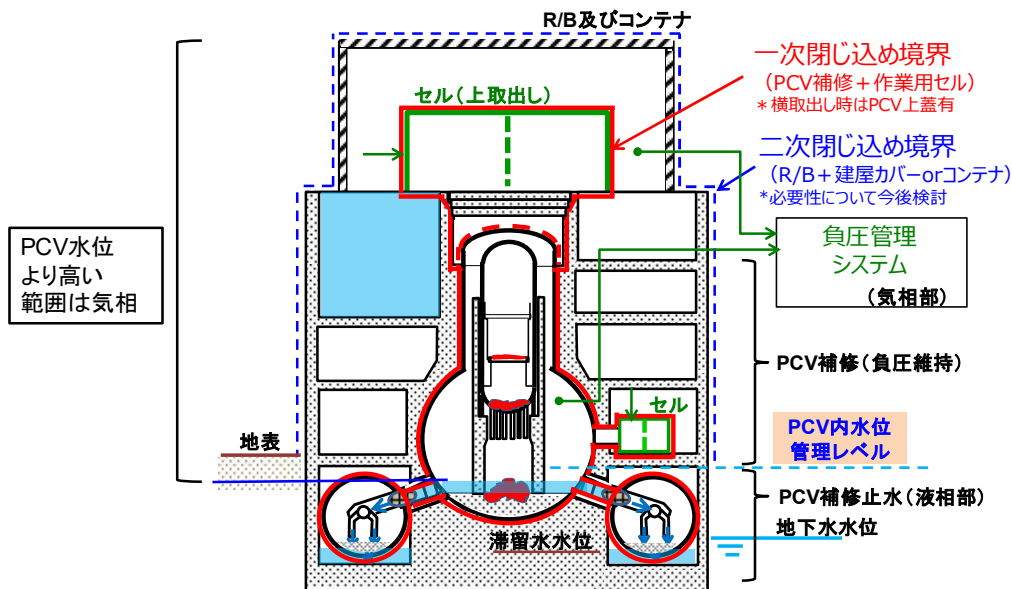 R/B及びコンテナ
一次閉じ込め境界
(PCV補修+作業用セル)
*横取出し時はPCV上蓋有
セル(上取出し)
二次閉じ込め境界
(R/B+建屋カバーorコンテナ)
*必要性について今後検討
PCV水位
より高い
範囲は気相
負圧管理
システム
(気相部)
PCV補修(負圧維持)
セル
PCV内水位
管理レベル
地表
PCV補修止水(液相部)
地下水水位
滞留水水位